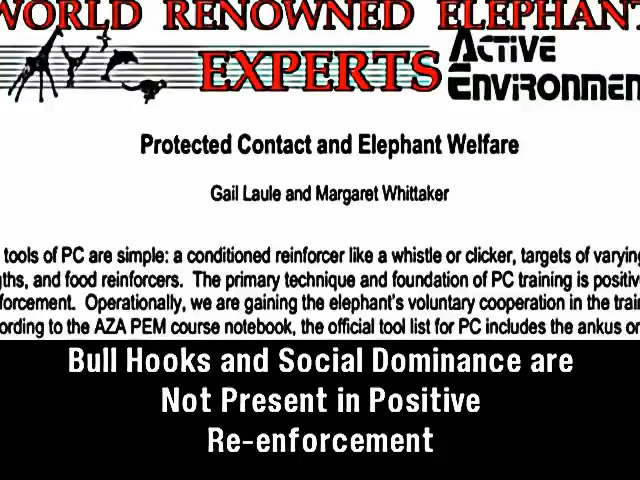 WORLD RENOWNED ELEPHANT
EXPERTS
ACTIVE
ENVIRONMEN
Protected Contact and Elephant Welfare
Gail Laule and Margaret Whittaker
tools of PC are simple: a conditioned reinforcer like a whistle or clicker, targets of varying
gths, and food reinforcers. The primary technique and foundation of PC training is positive
forcement. Operationally, we are gaining the elephant's voluntary cooperation in the train
ording to the AZA PEM course notebook, the official tool list for PC includes the ankus or
Bull Hooks and Social Dominance are
Not Present in Positive
Re-enforcement